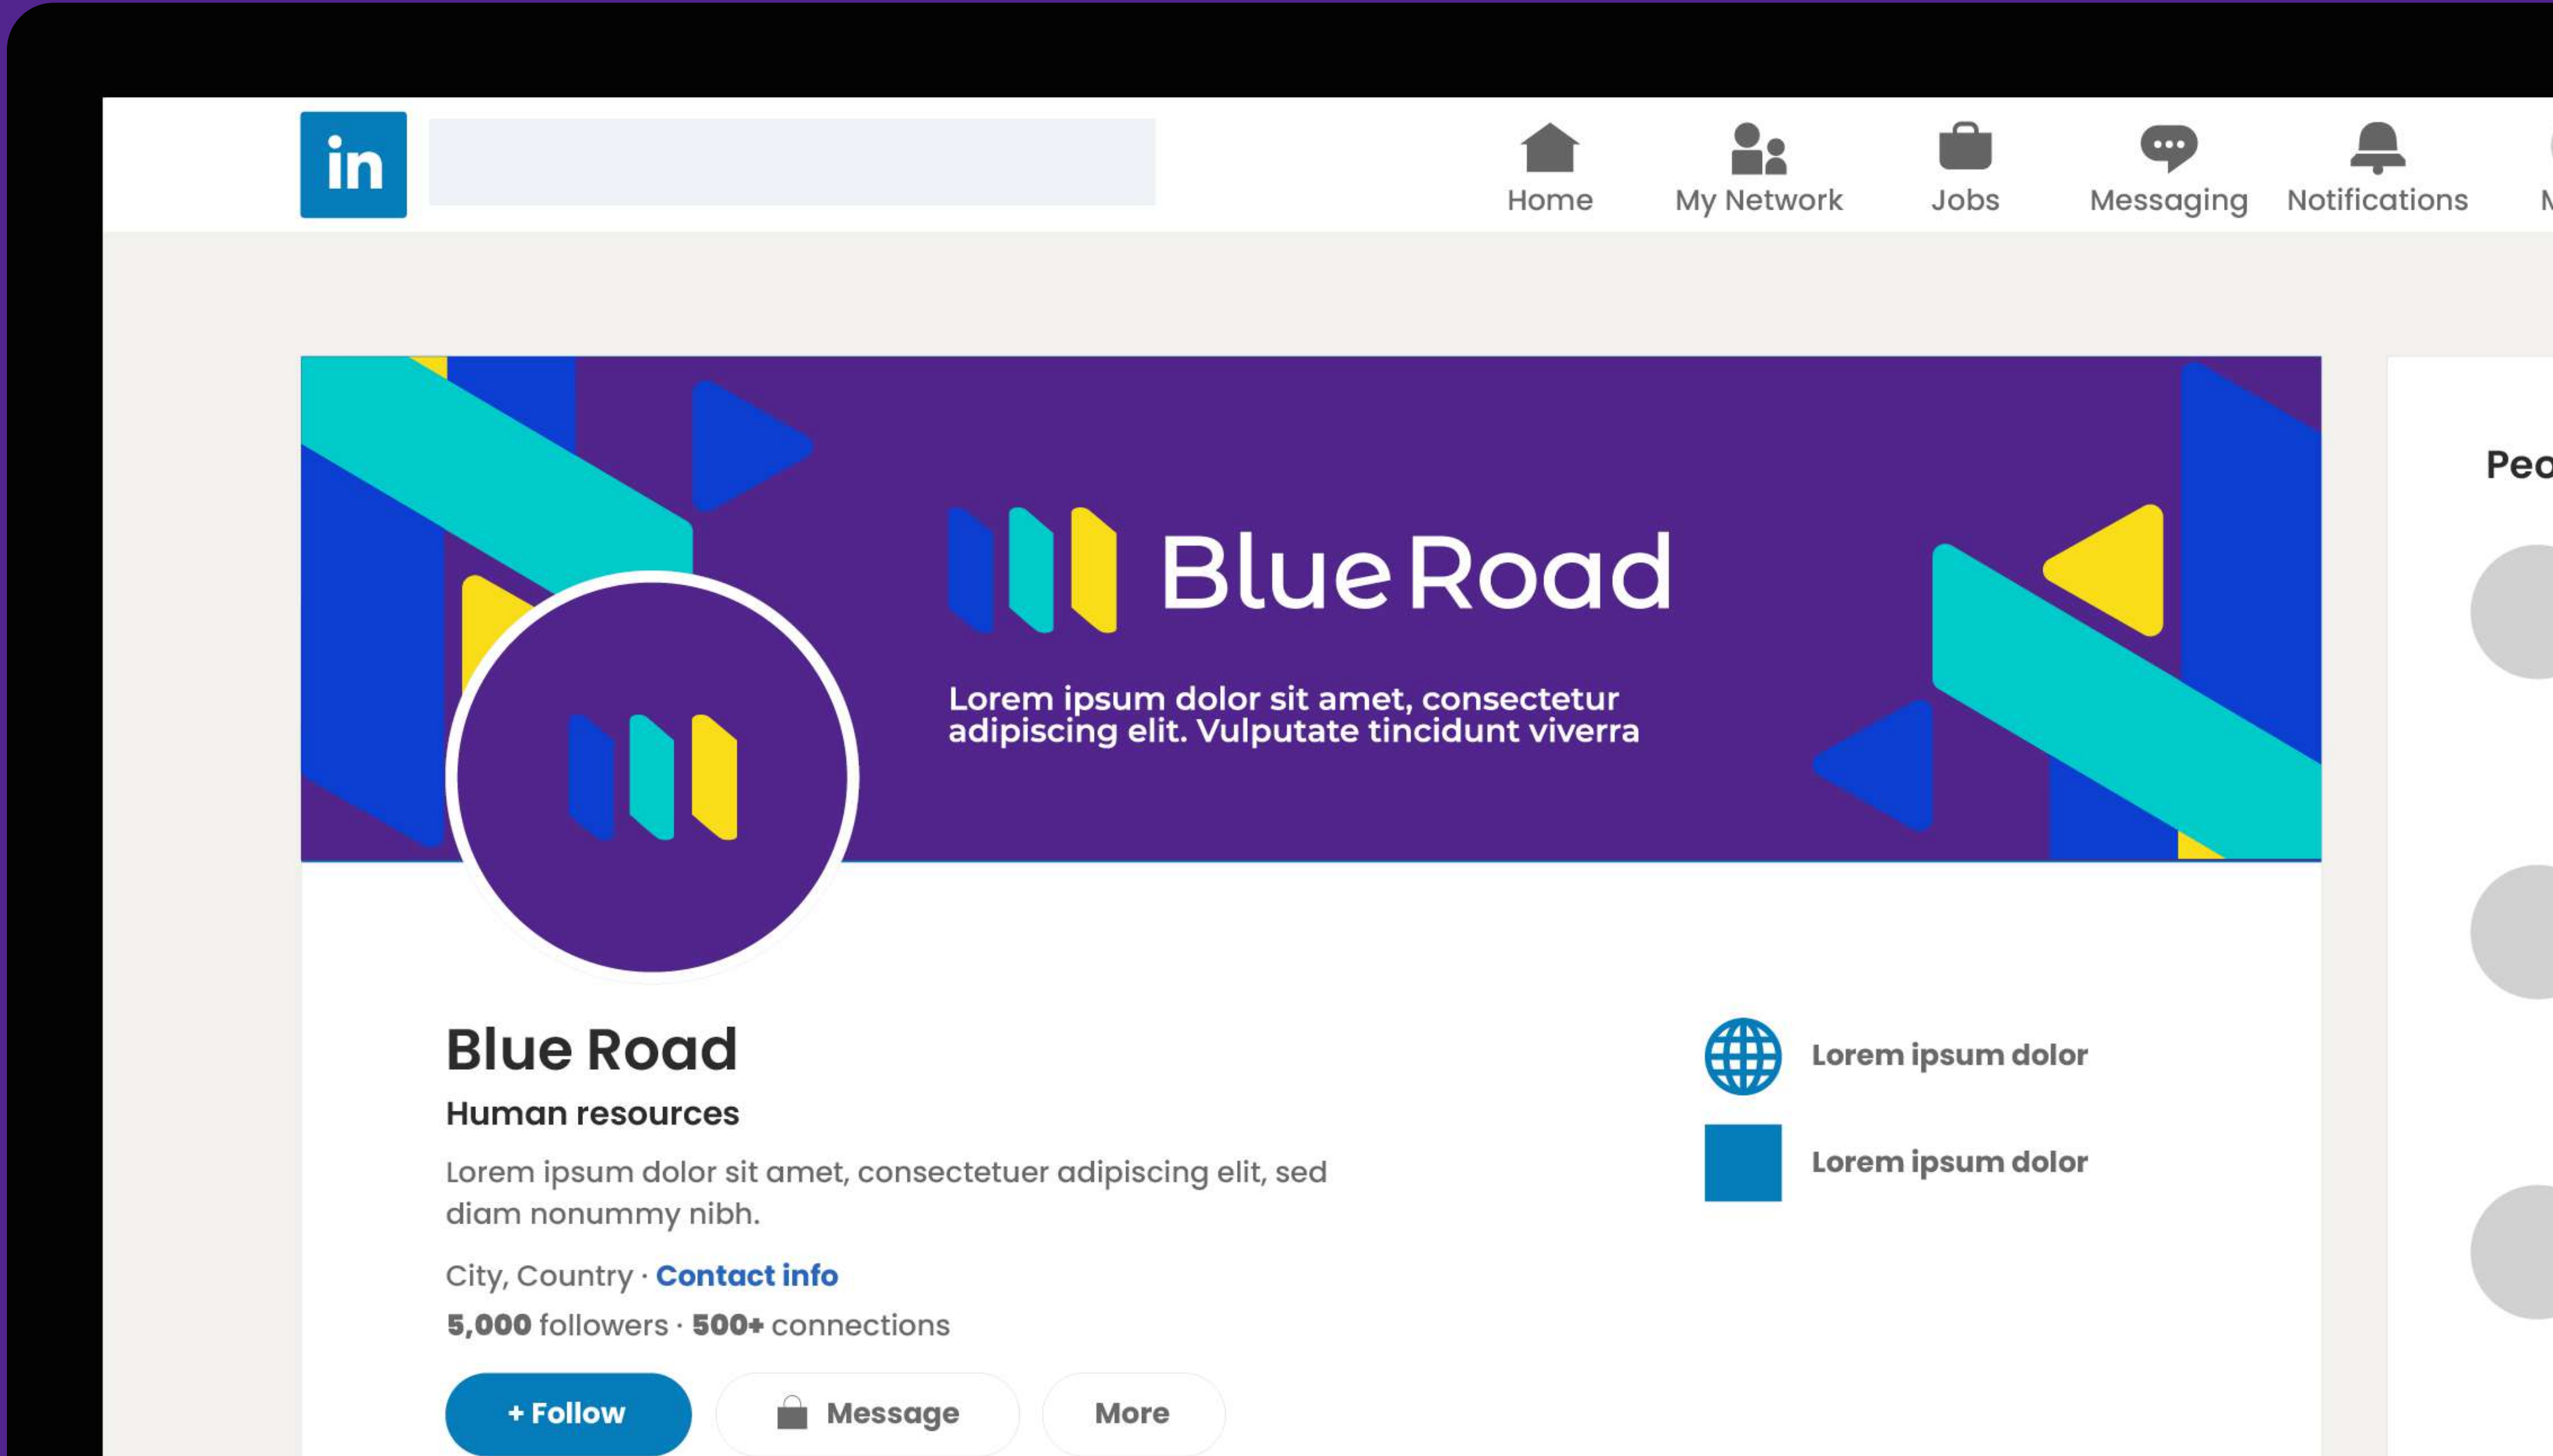 in
Home
My Network
Jobs
Messaging
Notifications
Blue Road
Lorem ipsum dolor sit amet, consectetur
adipiscing elit. Vulputate tincidunt viverra
Blue Road
Human resources
Lorem ipsum dolor sit amet, consectetuer adipiscing elit, sed
diam nonummy nibh.
City, Country · Contact info
5,000 followers · 500+ connections
+ Follow
Message
More
Lorem ipsum dolor
Lorem ipsum dolor